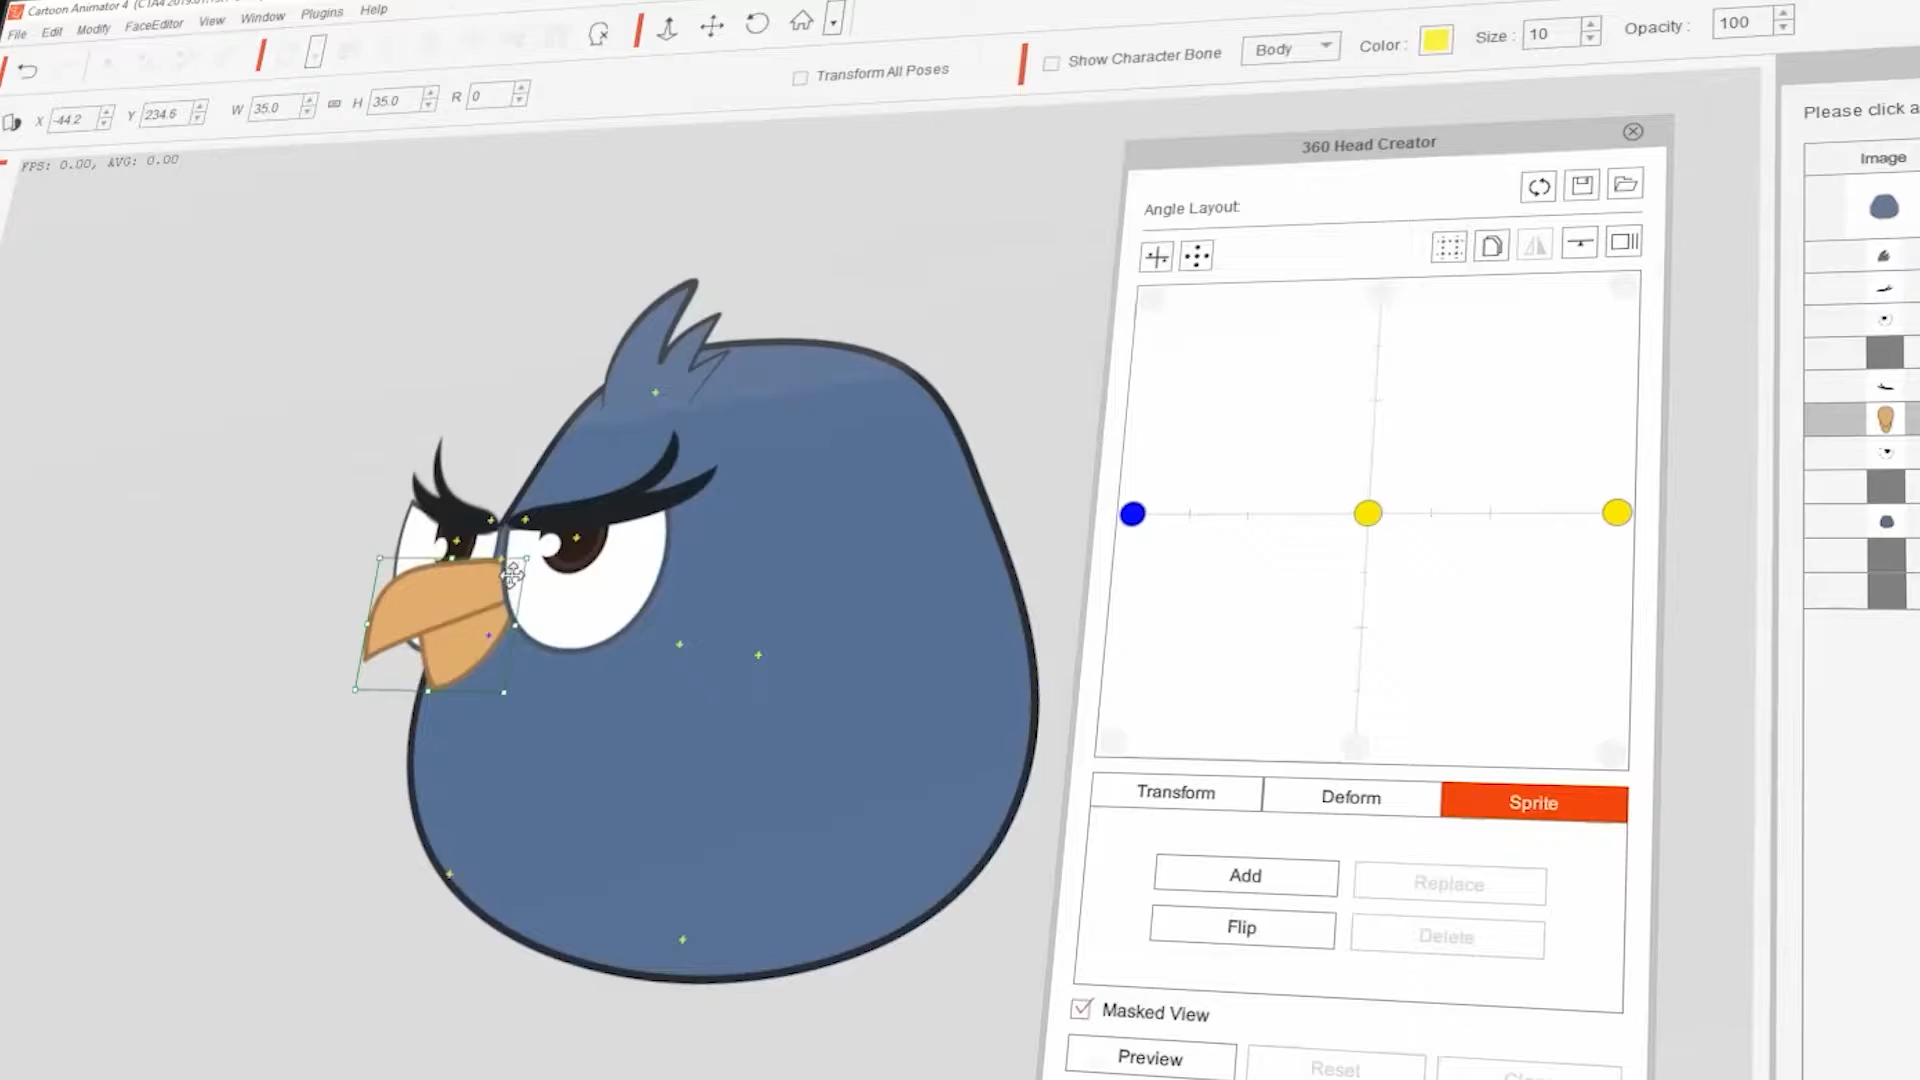 Cartoon Animator 4
File Edit Modify FaceEditor View Window Plugins Help
Transform All Poses
Show Character Bone Body Color : Size : 10 Opacity : 100
X -44.2 Y 234.6 W 35.0 H 35.0 R 0
FPS: 0.00, AVG: 0.00
360 Head Creator
Angle Layout:
Please click a
Image
Transform Deform Sprite
Add Replace
Flip Delete
Masked View
Preview Reset